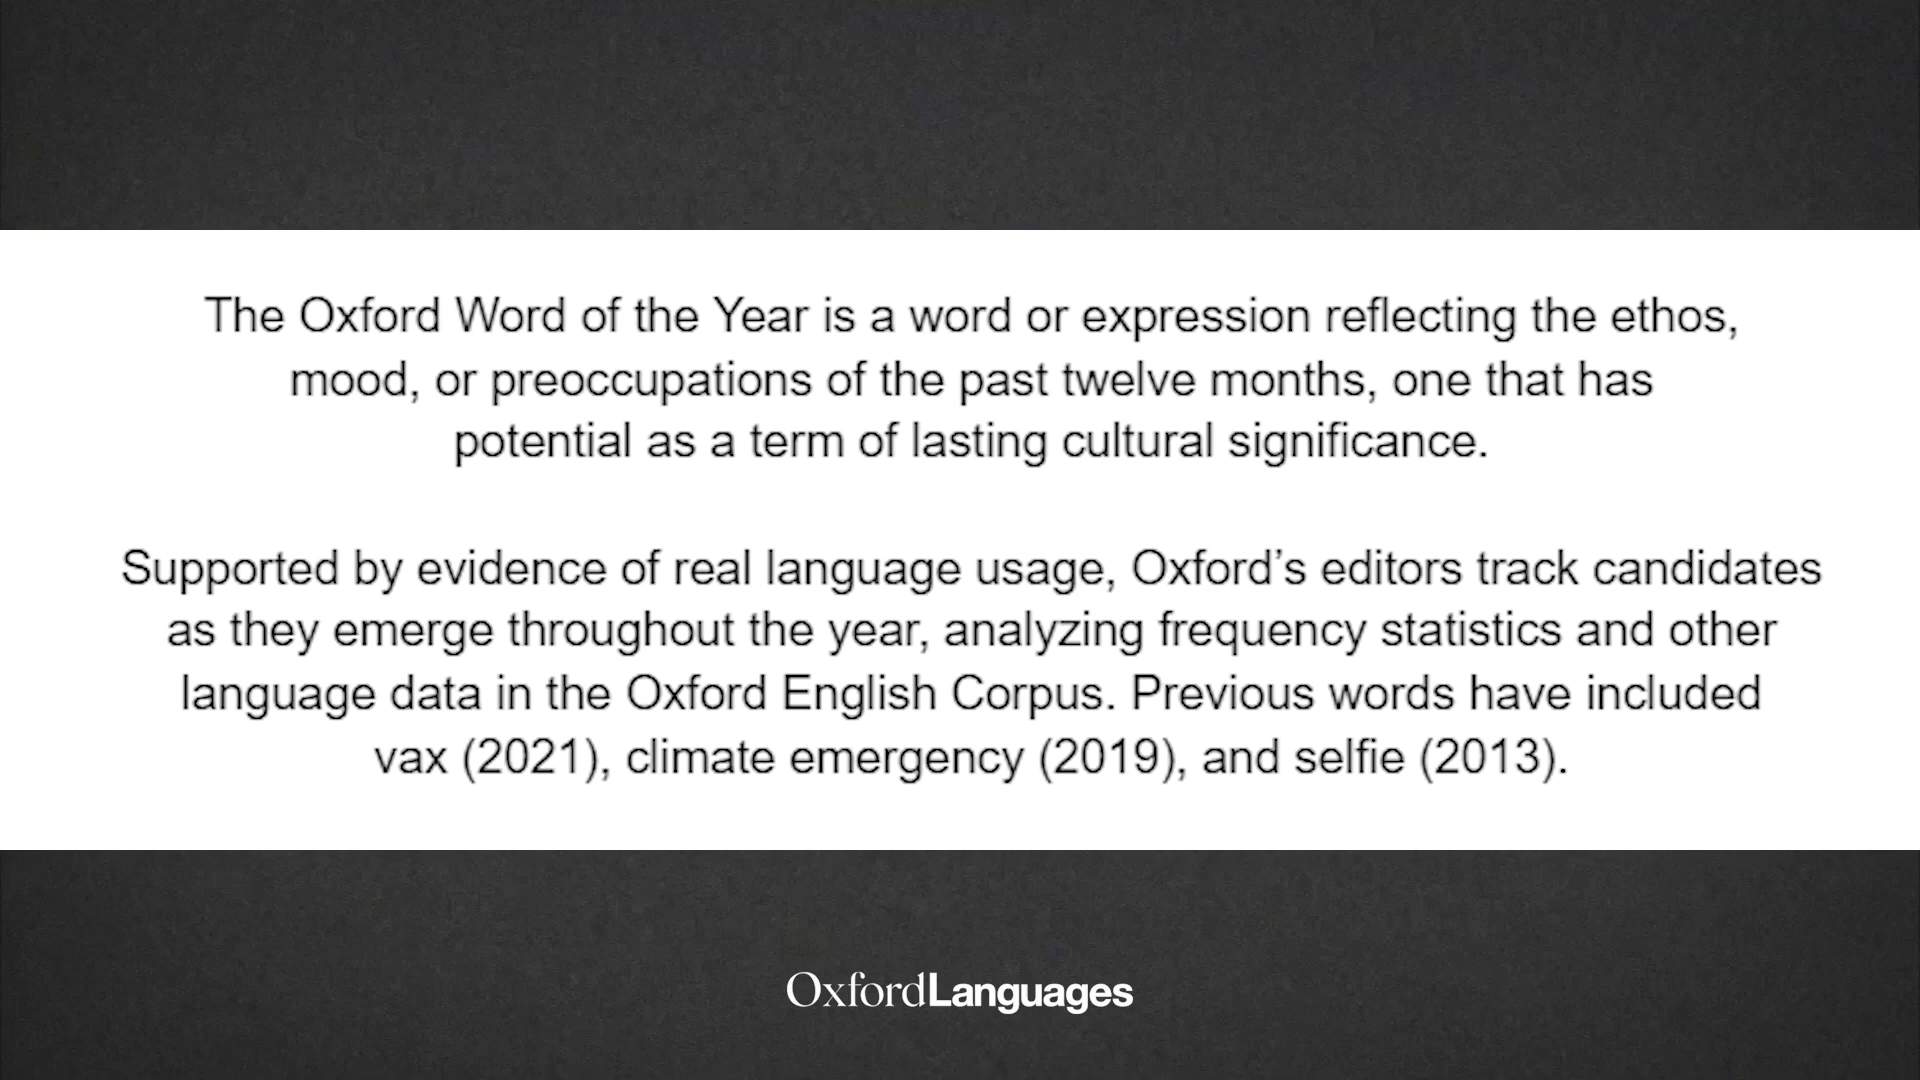 The Oxford Word of the Year is a word or expression reflecting the ethos,
mood, or preoccupations of the past twelve months, one that has
potential as a term of lasting cultural significance.
Supported by evidence of real language usage, Oxford’s editors track candidates
as they emerge throughout the year, analyzing frequency statistics and other
language data in the Oxford English Corpus. Previous words have included
vax (2021), climate emergency (2019), and selfie (2013).
OxfordLanguages